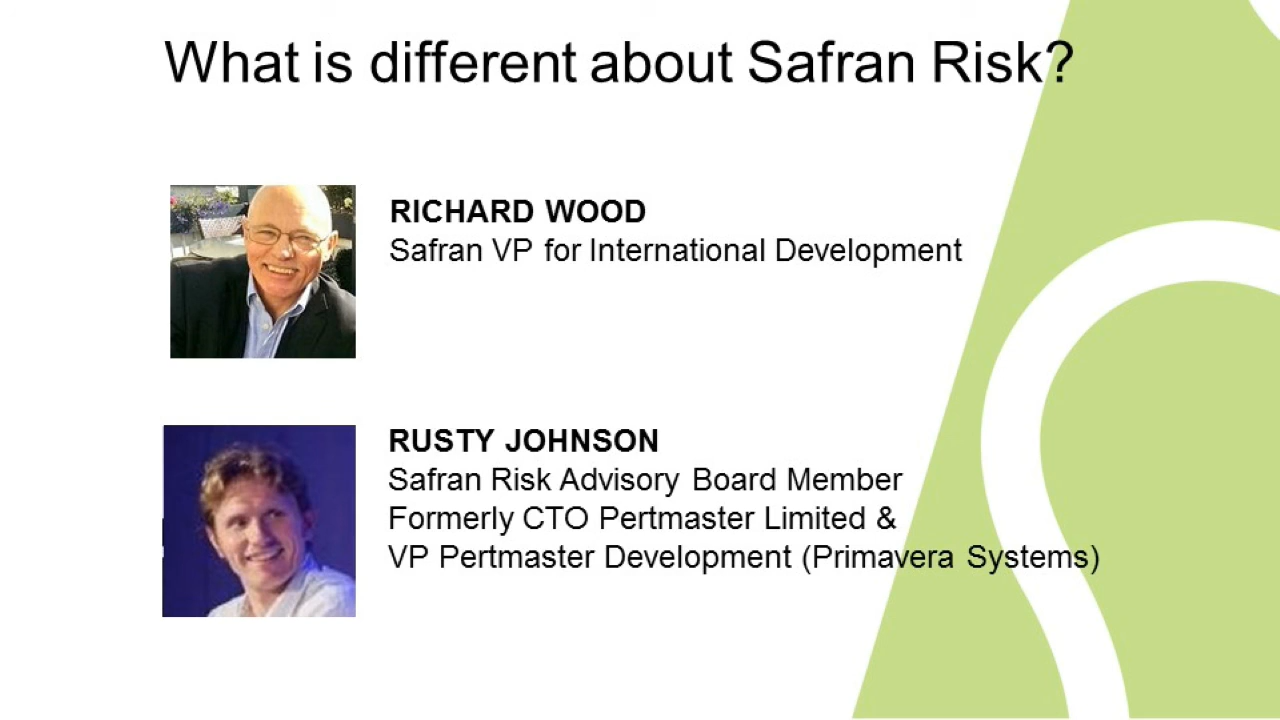 What is different about Safran Risk?
RICHARD WOOD
Safran VP for International Development
RUSTY JOHNSON
Safran Risk Advisory Board Member
Formerly CTO Pertmaster Limited &
VP Pertmaster Development (Primavera Systems)